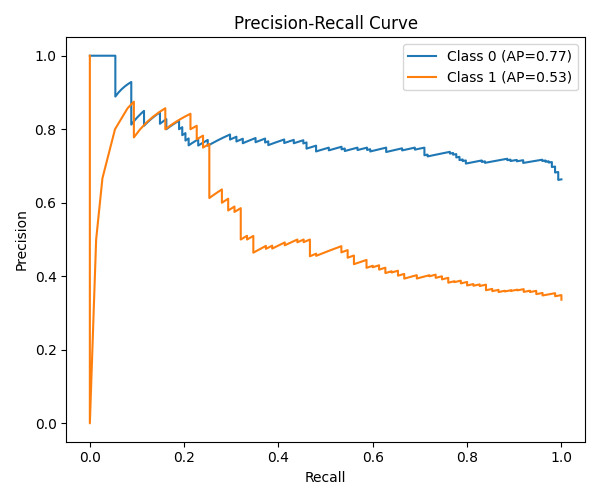 Precision-Recall Curve
Class 0 (AP=0.77)
Class 1 (AP=0.53)
1.0
0.8
0.6
0.4
0.2
0.0
Precision
0.0 0.2 0.4 0.6 0.8 1.0
Recall